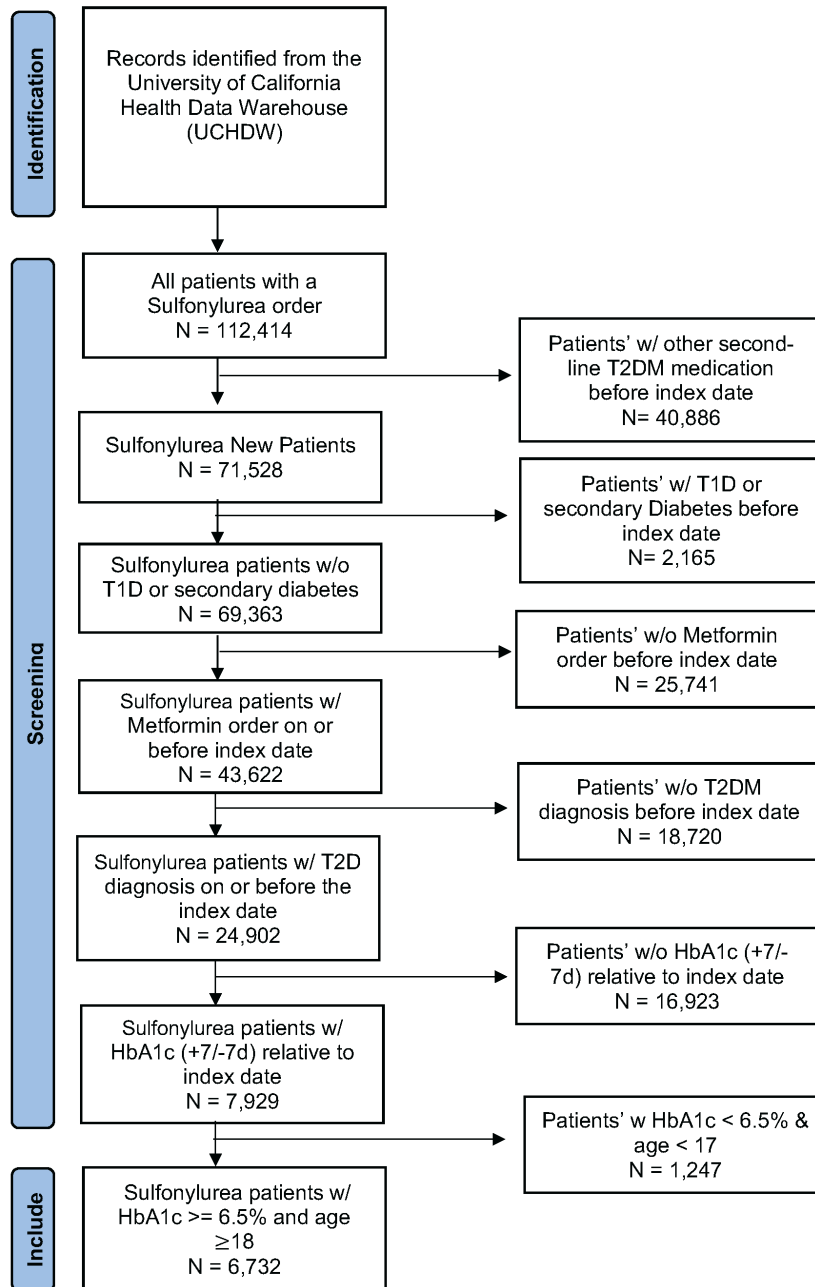 Identification
Records identified from the
University of California
Health Data Warehouse
(UCHDW)
Screening
All patients with a
Sulfonylurea order
N = 112,414
Patients’ w/ other second-
line T2DM medication
before index date
N= 40,886
Sulfonylurea New Patients
N = 71,528
Patients’ w/ T1D or
secondary Diabetes before
index date
N= 2,165
Sulfonylurea patients w/o
T1D or secondary diabetes
N = 69,363
Patients’ w/o Metformin
order before index date
N = 25,741
Sulfonylurea patients w/
Metformin order on or
before index date
N = 43,622
Patients’ w/o T2DM
diagnosis before index date
N = 18,720
Sulfonylurea patients w/ T2D
diagnosis on or before the
index date
N = 24,902
Patients’ w/o HbA1c (+7/-
7d) relative to index date
N = 16,923
Sulfonylurea patients w/
HbA1c (+7/-7d) relative to
index date
N = 7,929
Patients’ w HbA1c < 6.5% &
age < 17
N = 1,247
Include
Sulfonylurea patients w/
HbA1c >= 6.5% and age
≥18
N = 6,732